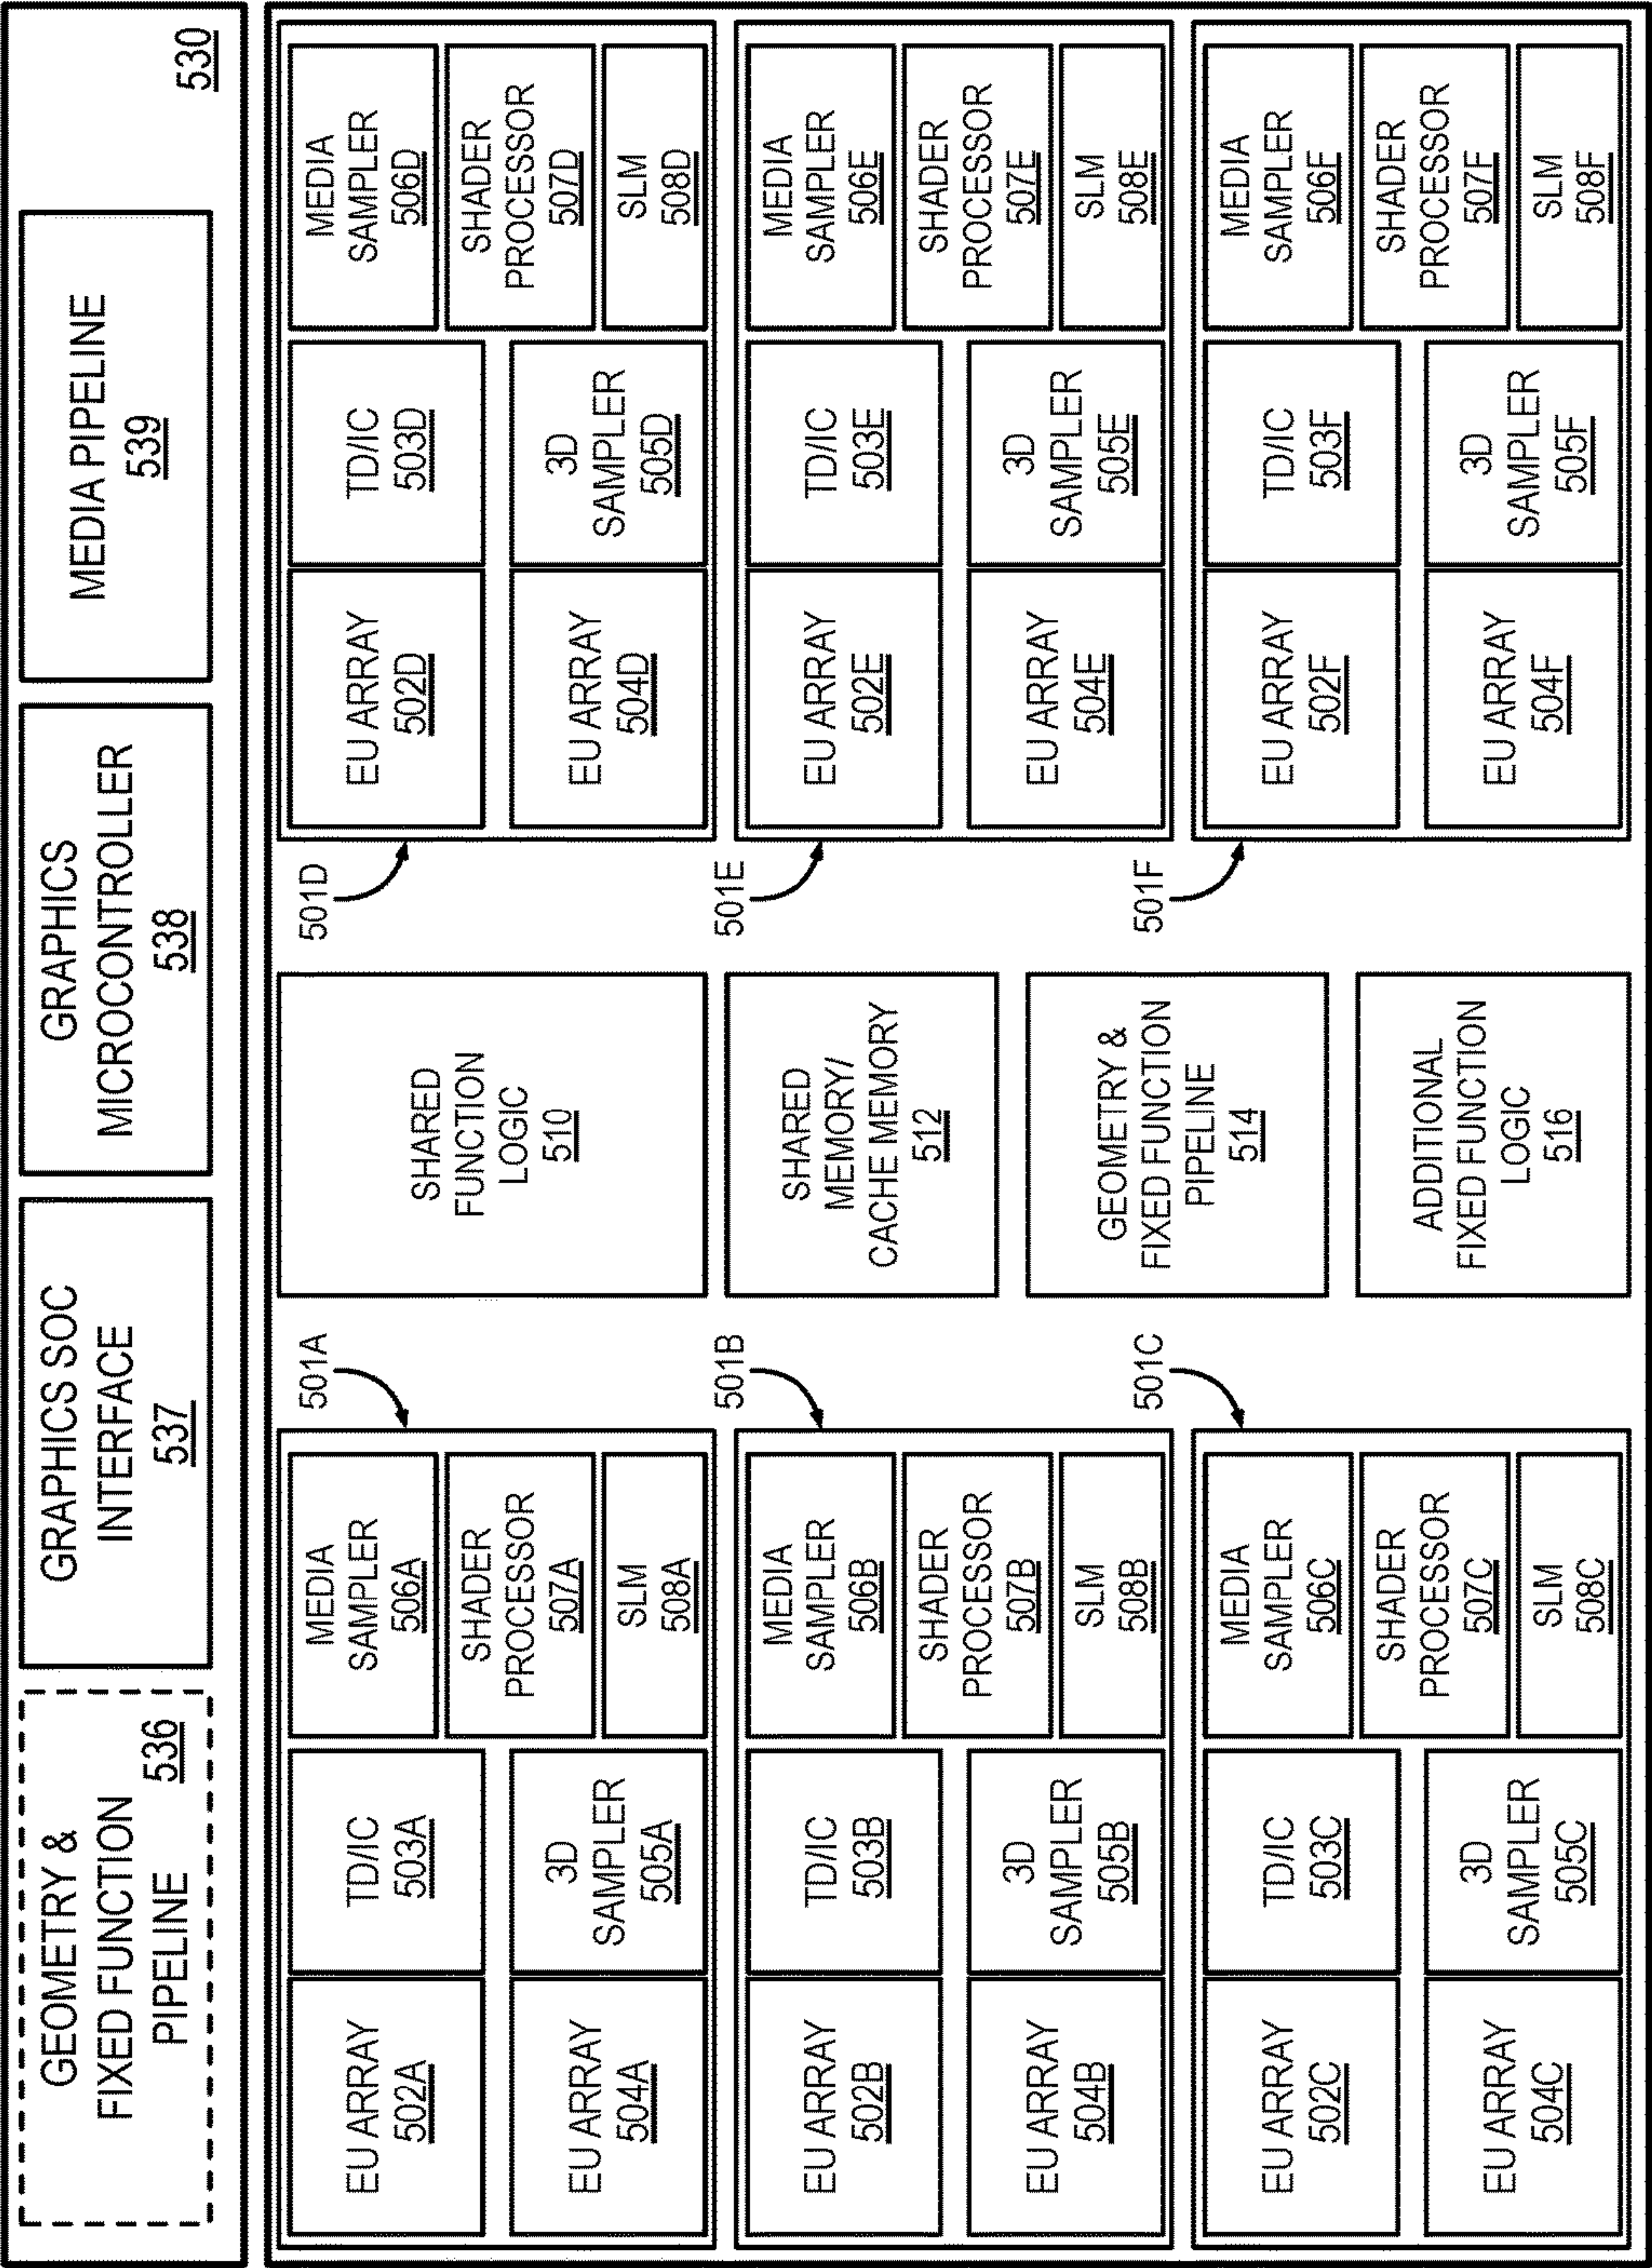 GEOMETRY &
FIXED FUNCTION
PIPELINE
536
GRAPHICS SOC
INTERFACE
537
GRAPHICS
MICROCONTROLLER
538
MEDIA PIPELINE
539
530
501A
EU ARRAY
502A
TD/IC
503A
MEDIA
SAMPLER
506A
EU ARRAY
504A
3D
SAMPLER
505A
SHADER
PROCESSOR
507A
SLM
508A
SHARED
FUNCTION
LOGIC
510
501D
EU ARRAY
502D
TD/IC
503D
MEDIA
SAMPLER
506D
EU ARRAY
504D
3D
SAMPLER
505D
SHADER
PROCESSOR
507D
SLM
508D
501B
EU ARRAY
502B
TD/IC
503B
MEDIA
SAMPLER
506B
EU ARRAY
504B
3D
SAMPLER
505B
SHADER
PROCESSOR
507B
SLM
508B
SHARED
MEMORY/
CACHE MEMORY
512
501E
EU ARRAY
502E
TD/IC
503E
MEDIA
SAMPLER
506E
EU ARRAY
504E
3D
SAMPLER
505E
SHADER
PROCESSOR
507E
SLM
508E
GEOMETRY &
FIXED FUNCTION
PIPELINE
514
501C
EU ARRAY
502C
TD/IC
503C
MEDIA
SAMPLER
506C
EU ARRAY
504C
3D
SAMPLER
505C
SHADER
PROCESSOR
507C
SLM
508C
ADDITIONAL
FIXED FUNCTION
LOGIC
516
501F
EU ARRAY
502F
TD/IC
503F
MEDIA
SAMPLER
506F
EU ARRAY
504F
3D
SAMPLER
505F
SHADER
PROCESSOR
507F
SLM
508F